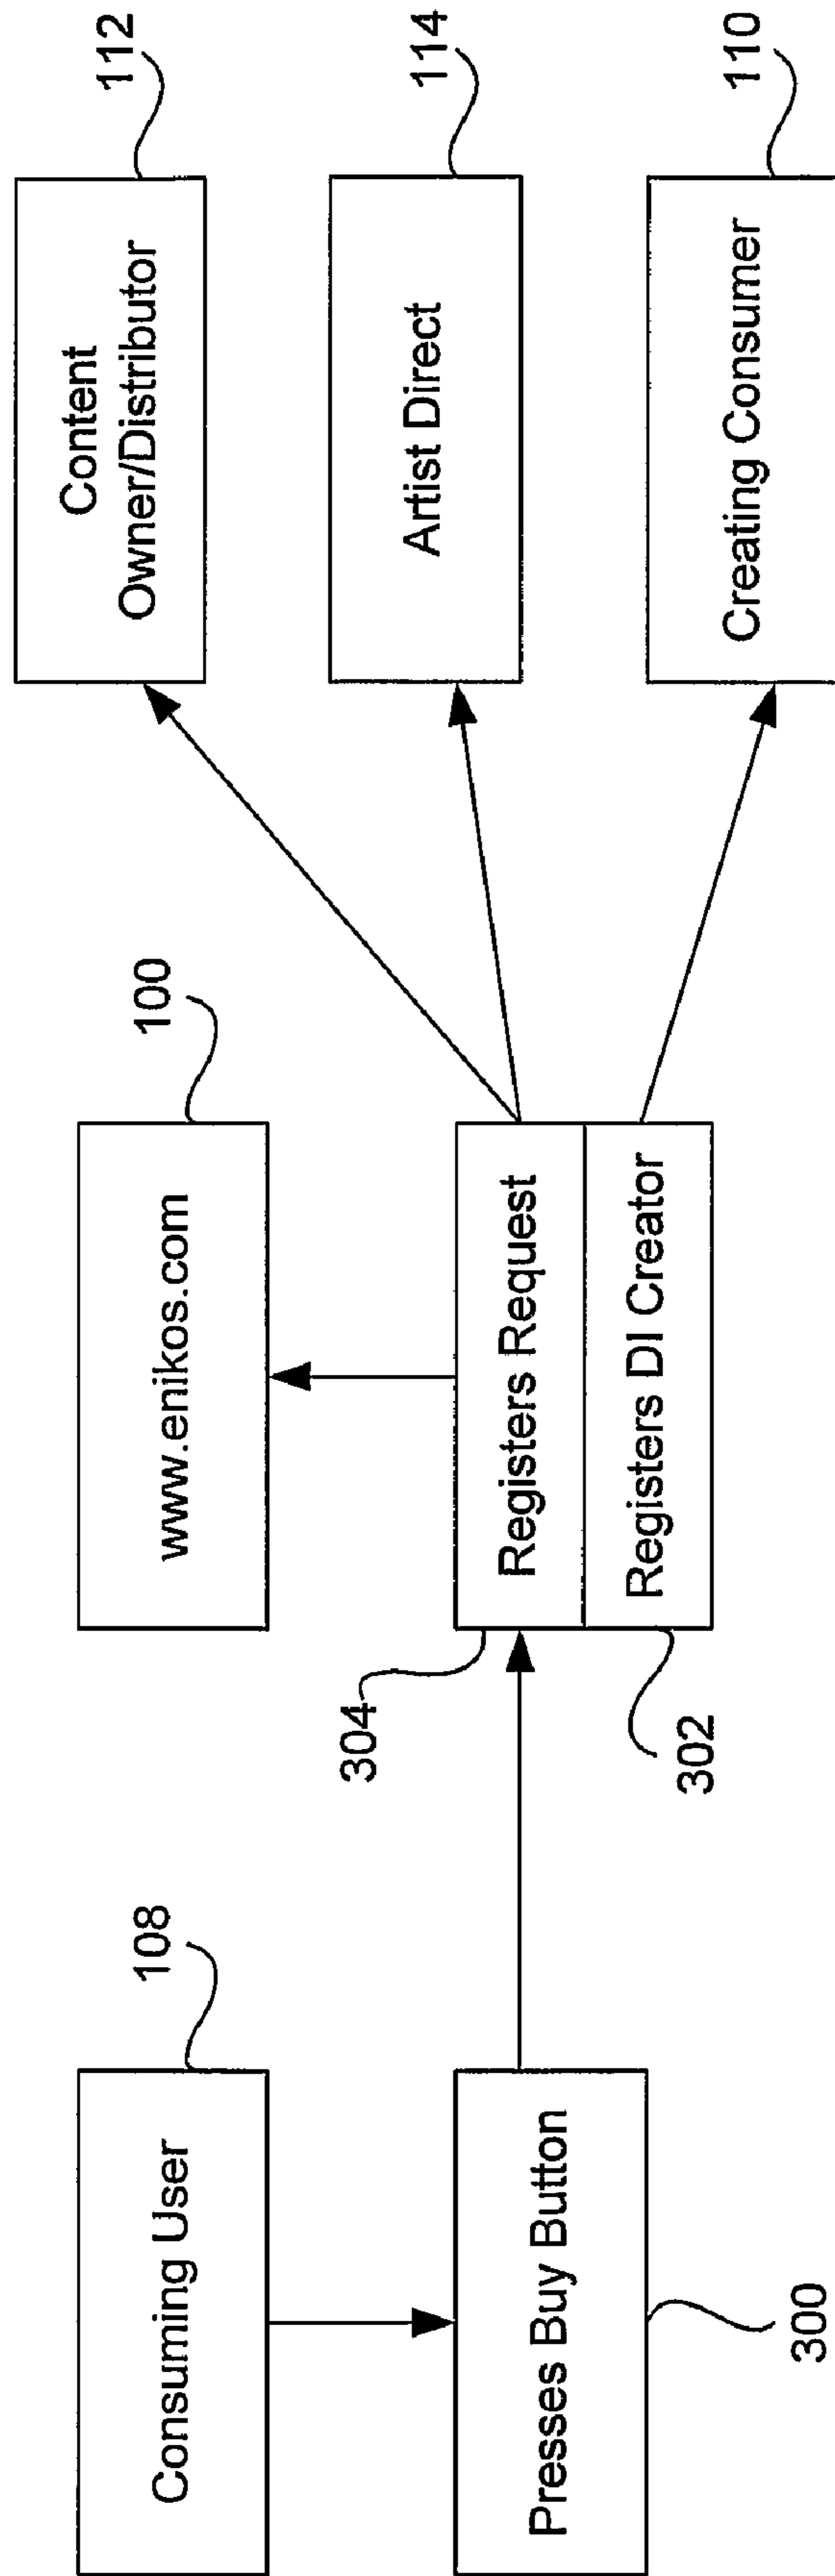 Consuming User
108
Presses Buy Button
300
www.enikos.com
100
304
Registers Request
Registers DI Creator
302
Content
Owner/Distributor
112
Artist Direct
114
Creating Consumer
110